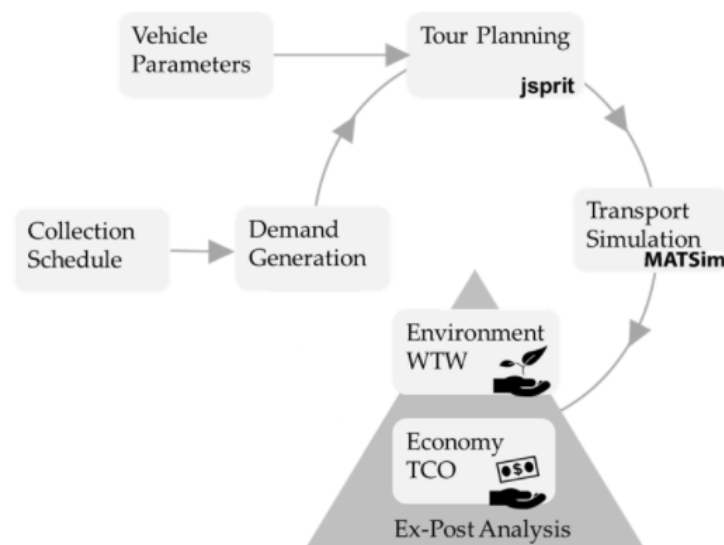 Vehicle
Parameters
Tour Planning
jsprit
Collection
Schedule
Demand
Generation
Transport
Simulation
MATSim
Environment
WTW
Economy
TCO
$
Ex-Post Analysis